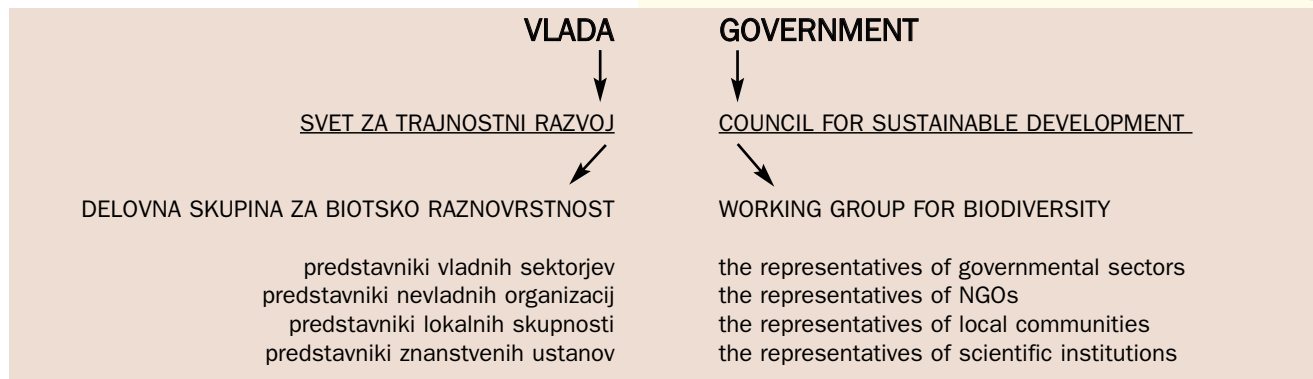 VLADA
SVET ZA TRAJNOSTNI RAZVOJ
DELOVNA SKUPINA ZA BIOTSKO RAZNOVRSTNOST
predstavniki vladnih sektorjev
predstavniki nevladnih organizacij
predstavniki lokalnih skupnosti
predstavniki znanstvenih ustanov
GOVERNMENT
COUNCIL FOR SUSTAINABLE DEVELOPMENT
WORKING GROUP FOR BIODIVERSITY
the representatives of governmental sectors
the representatives of NGOs
the representatives of local communities
the representatives of scientific institutions